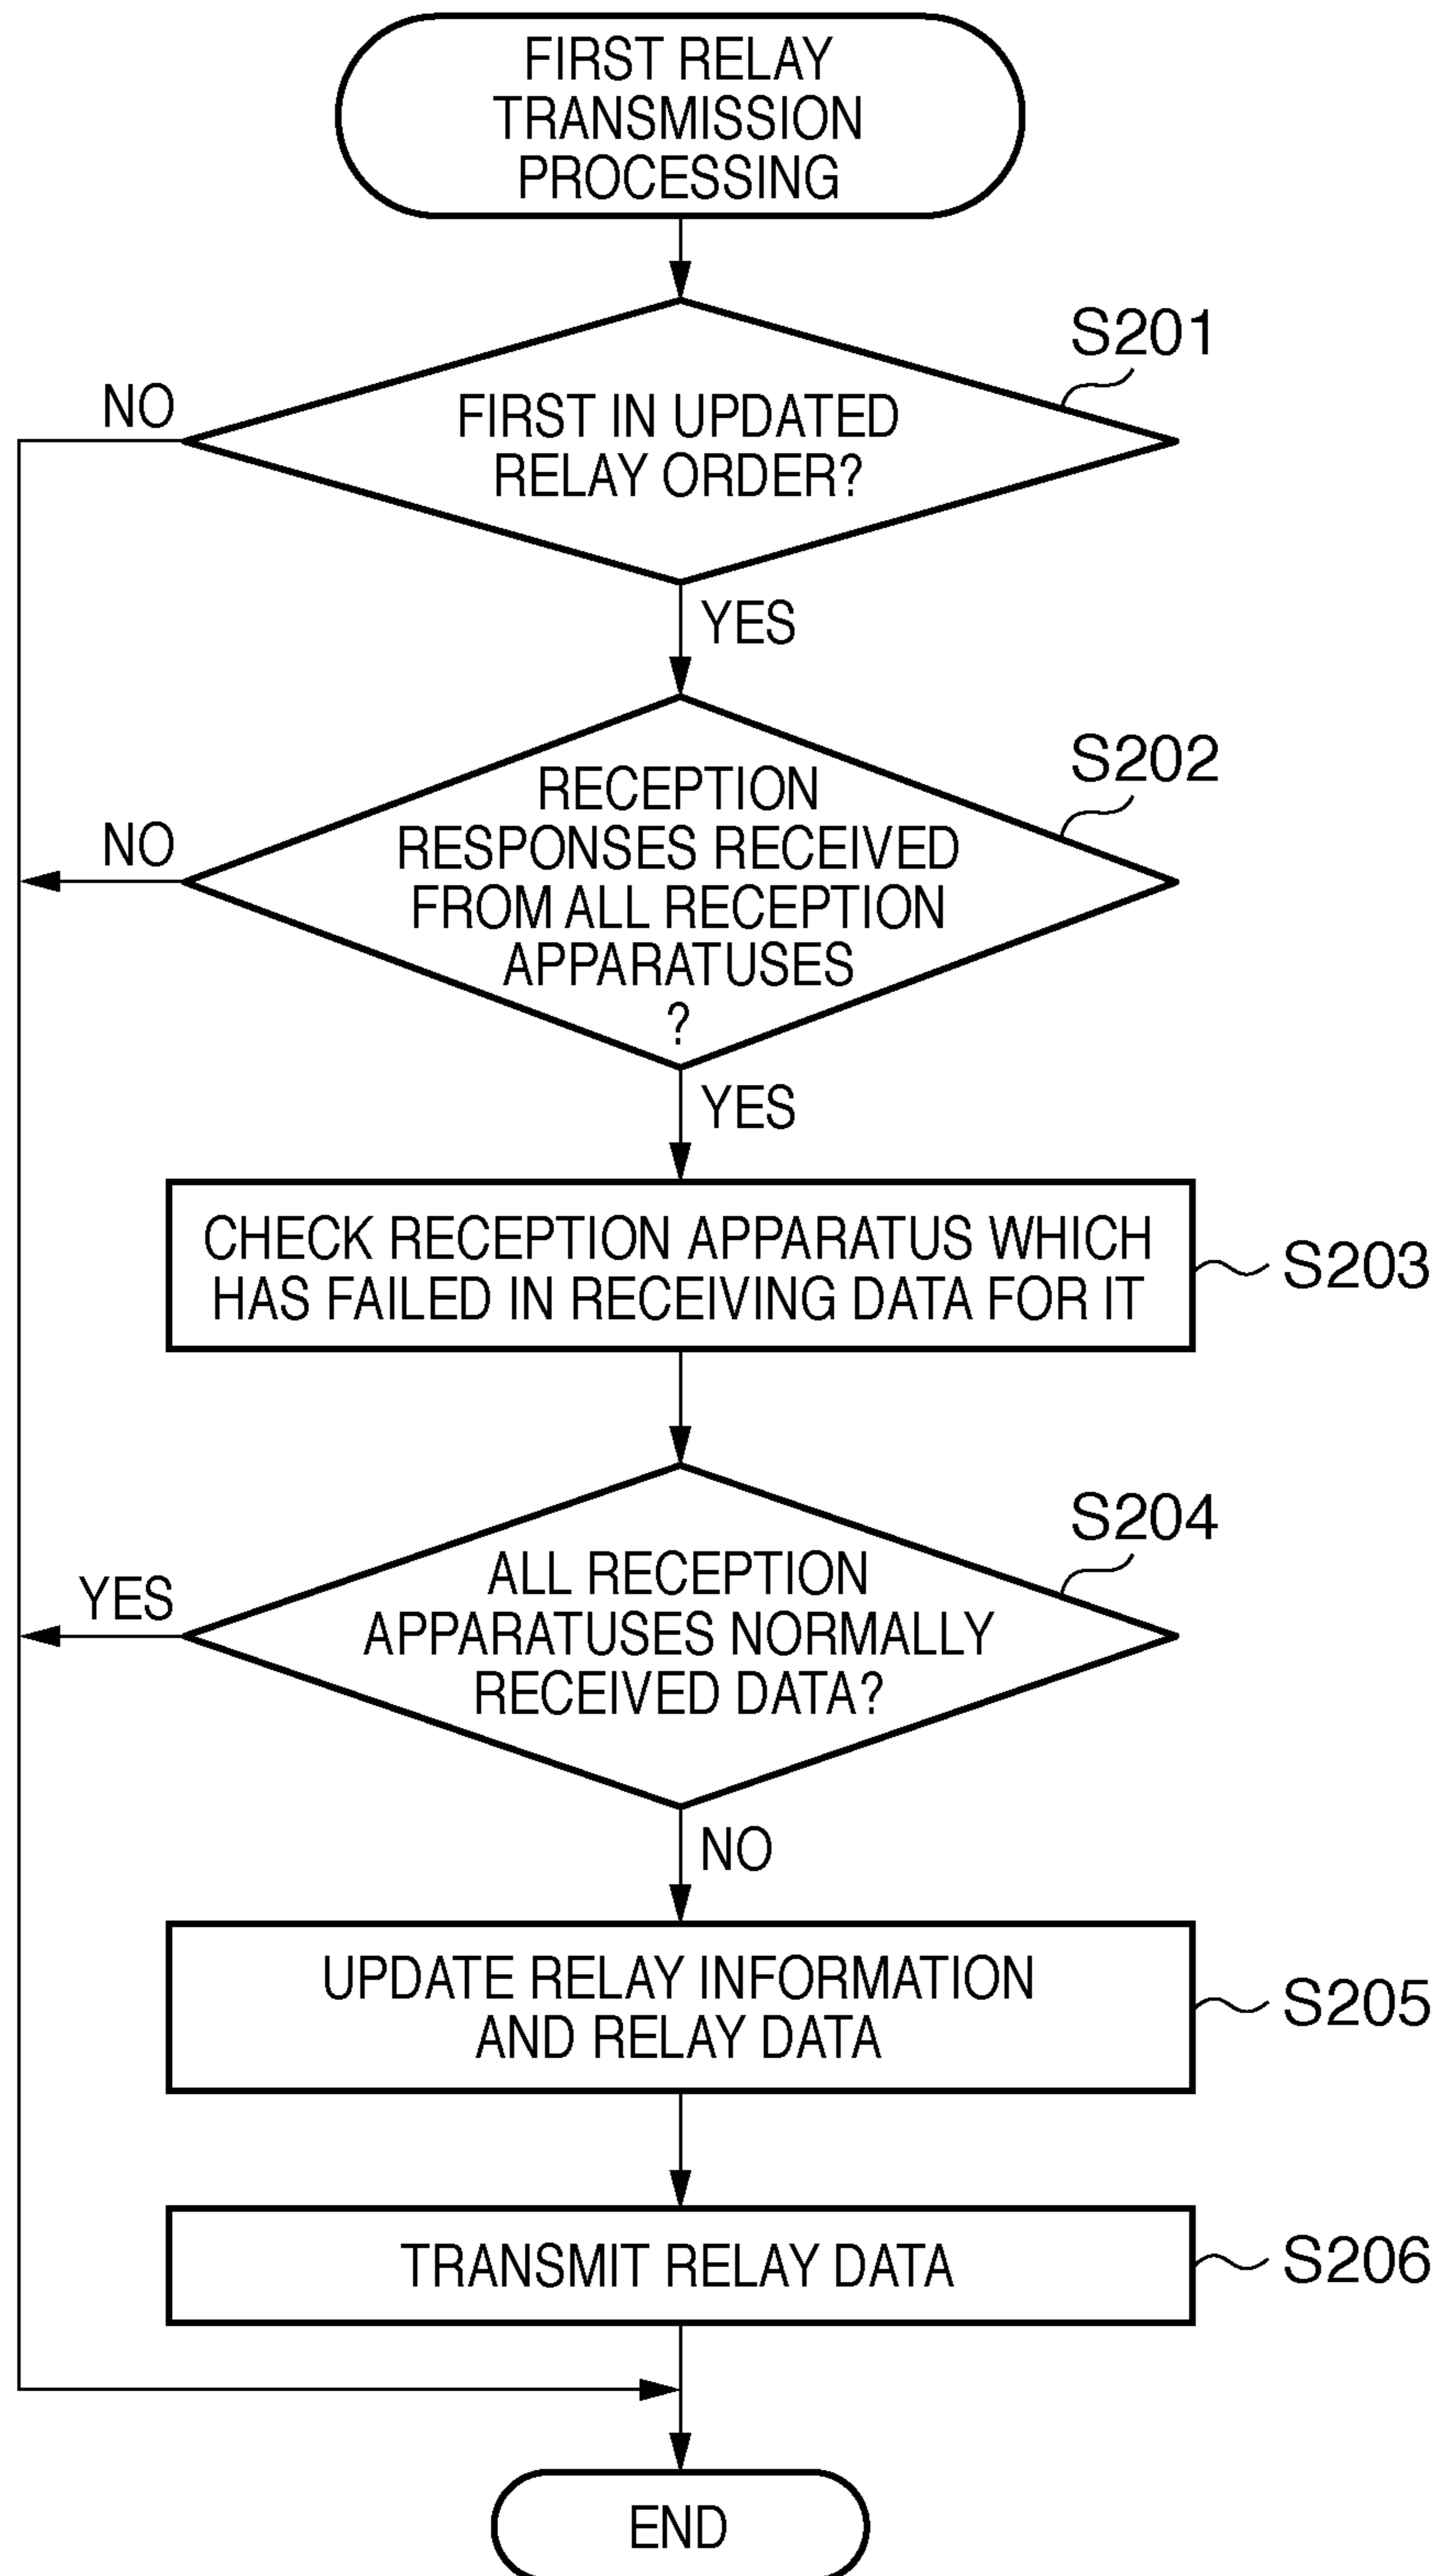 FIRST RELAY
TRANSMISSION
PROCESSING
S201
NO
FIRST IN UPDATED
RELAY ORDER?
YES
S202
NO
RECEPTION
RESPONSES RECEIVED
FROM ALL RECEPTION
APPARATUSES
?
YES
CHECK RECEPTION APPARATUS WHICH
HAS FAILED IN RECEIVING DATA FOR IT
S203
S204
YES
ALL RECEPTION
APPARATUSES NORMALLY
RECEIVED DATA?
NO
UPDATE RELAY INFORMATION
AND RELAY DATA
S205
TRANSMIT RELAY DATA
S206
END